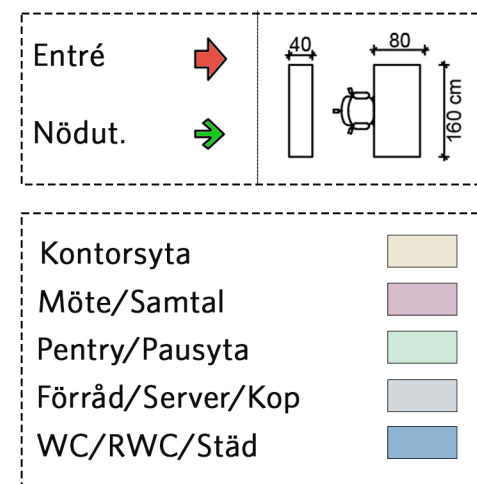 Entré
Nödut.
40
80
160 cm
Kontorsyta
Möte/Samtal
Pentry/Pausyta
Förråd/Server/Kop
WC/RWC/Städ